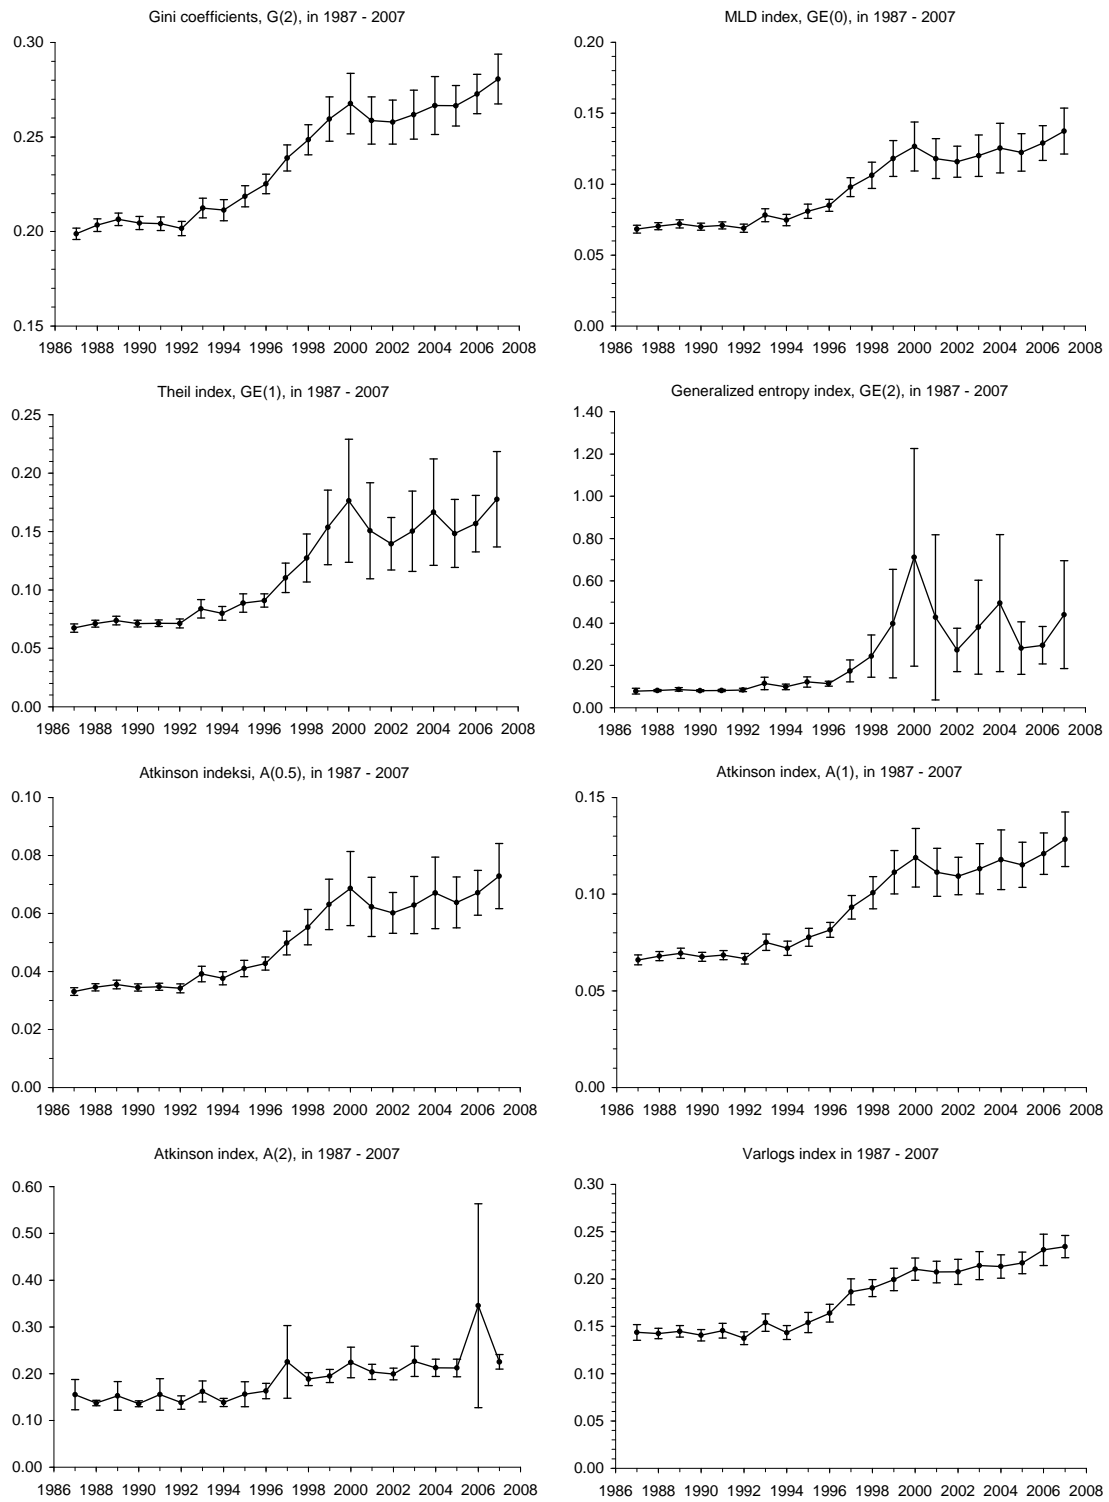 Gini coefficients, G(2), in 1987 - 2007
0.30
0.25
0.20
0.15
1986 1988 1990 1992 1994 1996 1998 2000 2002 2004 2006 2008
MLD index, GE(0), in 1987 - 2007
0.20
0.15
0.10
0.05
0.00
1986 1988 1990 1992 1994 1996 1998 2000 2002 2004 2006 2008
Theil index, GE(1), in 1987 - 2007
0.25
0.20
0.15
0.10
0.05
0.00
1986 1988 1990 1992 1994 1996 1998 2000 2002 2004 2006 2008
Generalized entropy index, GE(2), in 1987 - 2007
1.40
1.20
1.00
0.80
0.60
0.40
0.20
0.00
1986 1988 1990 1992 1994 1996 1998 2000 2002 2004 2006 2008
Atkinson indeksi, A(0.5), in 1987 - 2007
0.10
0.08
0.06
0.04
0.02
0.00
1986 1988 1990 1992 1994 1996 1998 2000 2002 2004 2006 2008
Atkinson index, A(1), in 1987 - 2007
0.15
0.10
0.05
0.00
1986 1988 1990 1992 1994 1996 1998 2000 2002 2004 2006 2008
Atkinson index, A(2), in 1987 - 2007
0.60
0.50
0.40
0.30
0.20
0.10
0.00
1986 1988 1990 1992 1994 1996 1998 2000 2002 2004 2006 2008
Varlogs index in 1987 - 2007
0.30
0.25
0.20
0.15
0.10
0.05
0.00
1986 1988 1990 1992 1994 1996 1998 2000 2002 2004 2006 2008